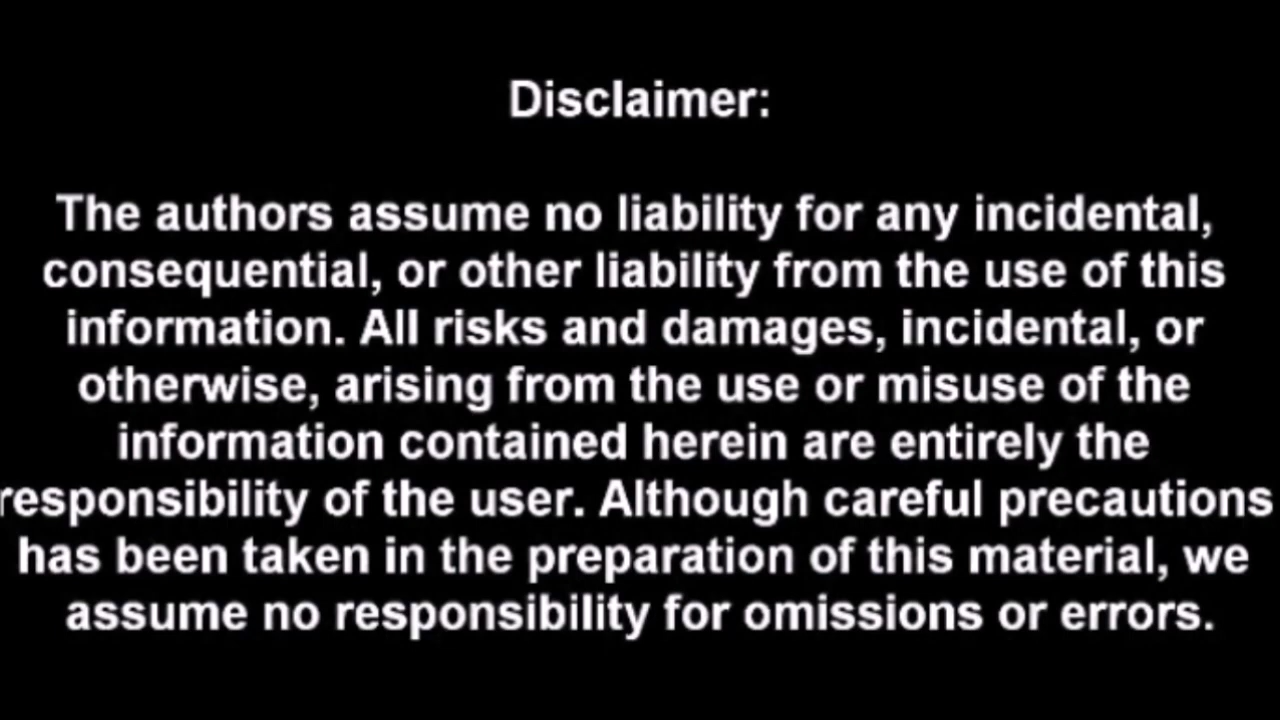 Disclaimer:
The authors assume no liability for any incidental,
consequential, or other liability from the use of this
information. All risks and damages, incidental, or
otherwise, arising from the use or misuse of the
information contained herein are entirely the
responsibility of the user. Although careful precautions
has been taken in the preparation of this material, we
assume no responsibility for omissions or errors.